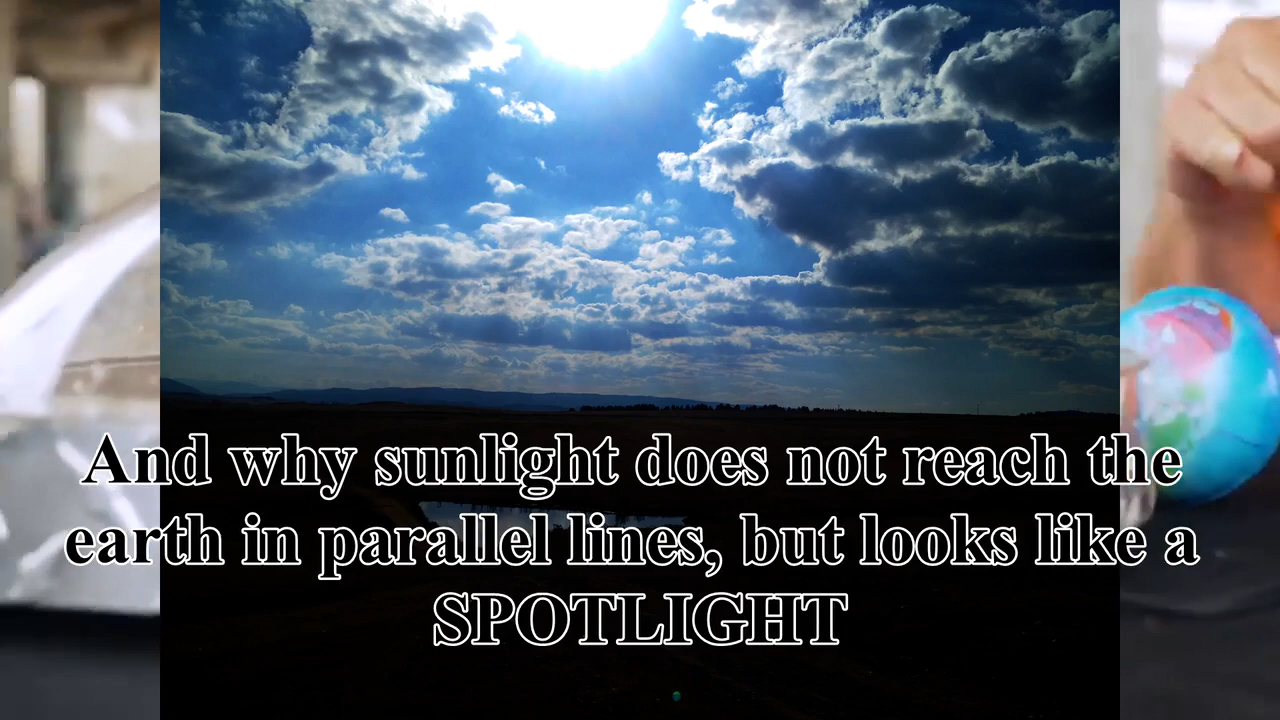 And why sunlight does not reach the
earth in parallel lines, but looks like a
SPOTLIGHT